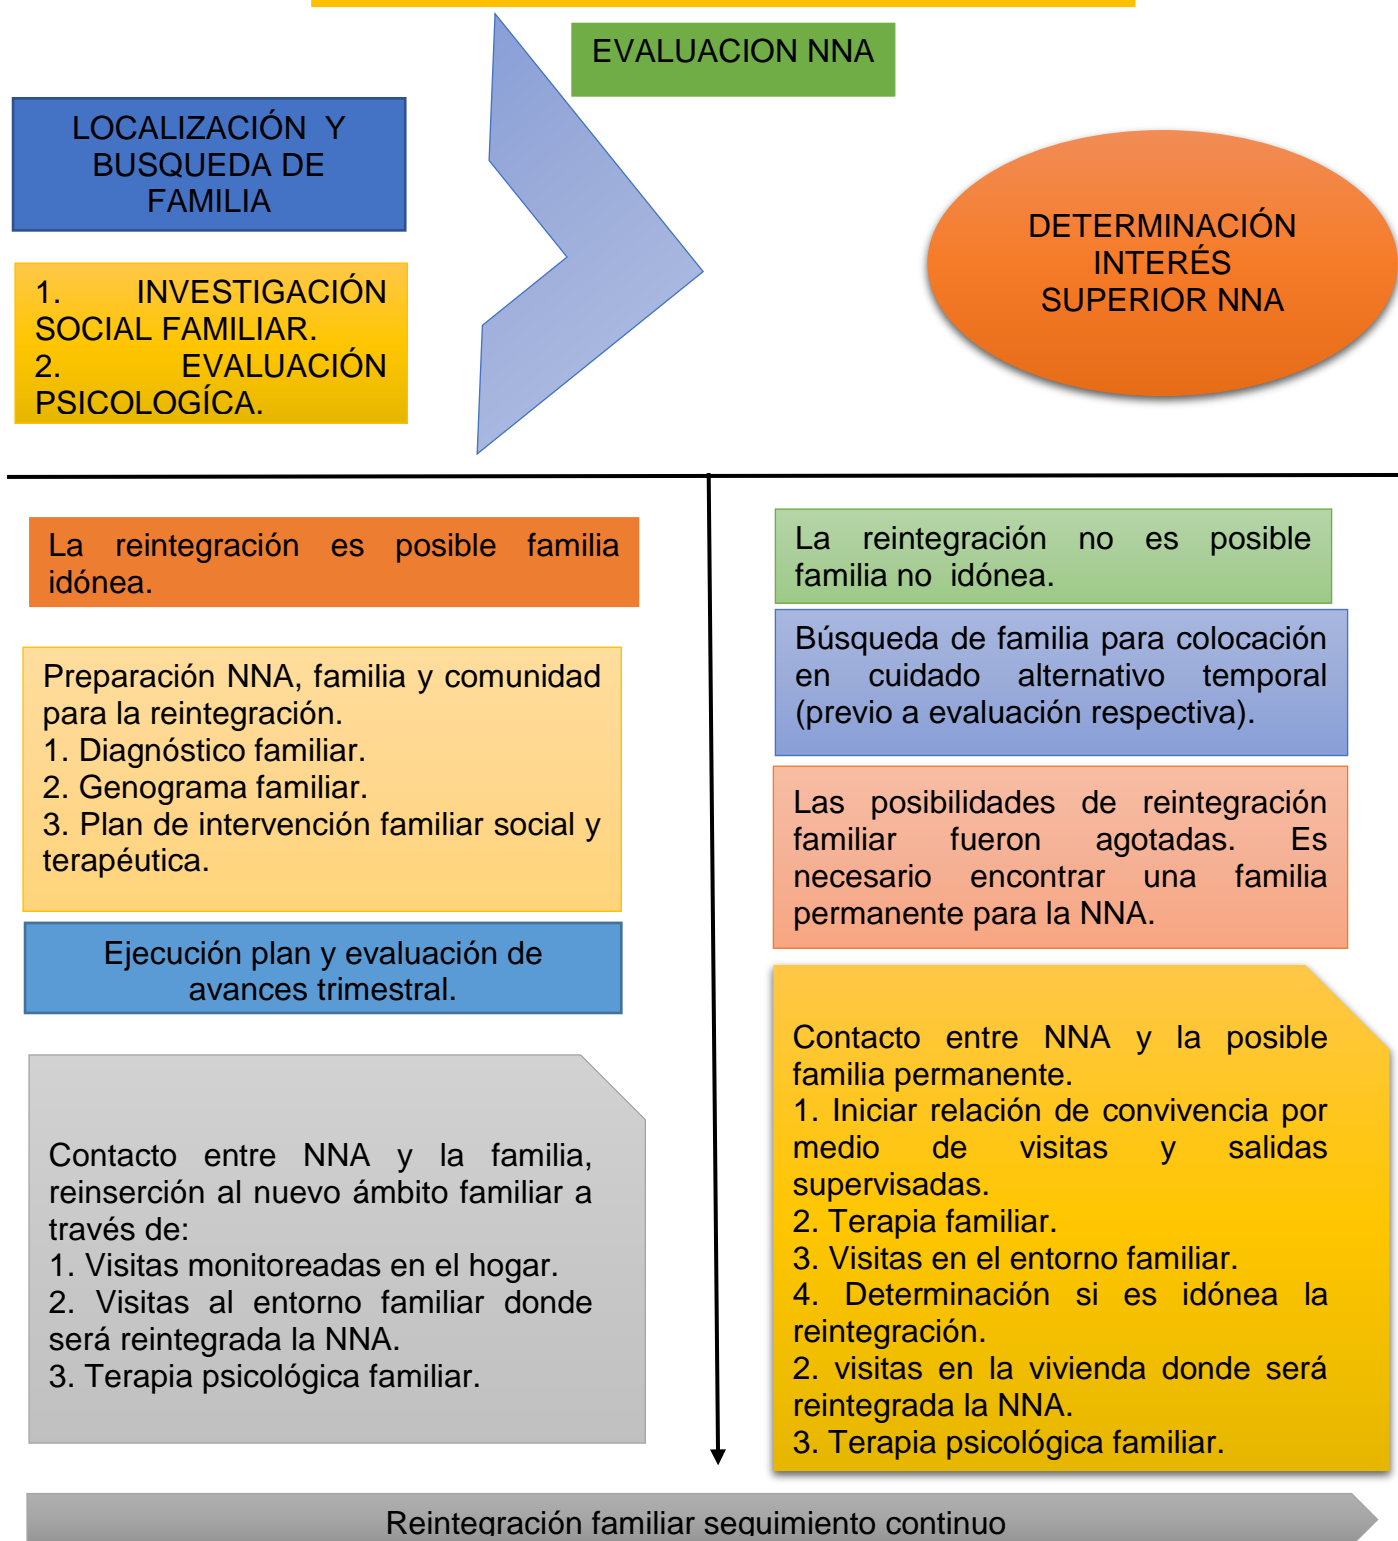 EVALUACION NNA
LOCALIZACIÓN Y
BUSQUEDA DE
FAMILIA
1. INVESTIGACIÓN
SOCIAL FAMILIAR.
2. EVALUACIÓN
PSICOLOGÍCA.
DETERMINACIÓN
INTERÉS
SUPERIOR NNA
La reintegración es posible familia
idónea.
Preparación NNA, familia y comunidad
para la reintegración.
1. Diagnóstico familiar.
2. Genograma familiar.
3. Plan de intervención familiar social y
terapéutica.
Ejecución plan y evaluación de
avances trimestral.
Contacto entre NNA y la familia,
reinserción al nuevo ámbito familiar a
través de:
1. Visitas monitoreadas en el hogar.
2. Visitas al entorno familiar donde
será reintegrada la NNA.
3. Terapia psicológica familiar.
La reintegración no es posible
familia no idónea.
Búsqueda de familia para colocación
en cuidado alternativo temporal
(previo a evaluación respectiva).
Las posibilidades de reintegración
familiar fueron agotadas. Es
necesario encontrar una familia
permanente para la NNA.
Contacto entre NNA y la posible
familia permanente.
1. Iniciar relación de convivencia por
medio de visitas y salidas
supervisadas.
2. Terapia familiar.
3. Visitas en el entorno familiar.
4. Determinación si es idónea la
reintegración.
2. visitas en la vivienda donde será
reintegrada la NNA.
3. Terapia psicológica familiar.
Reintegración familiar seguimiento continuo